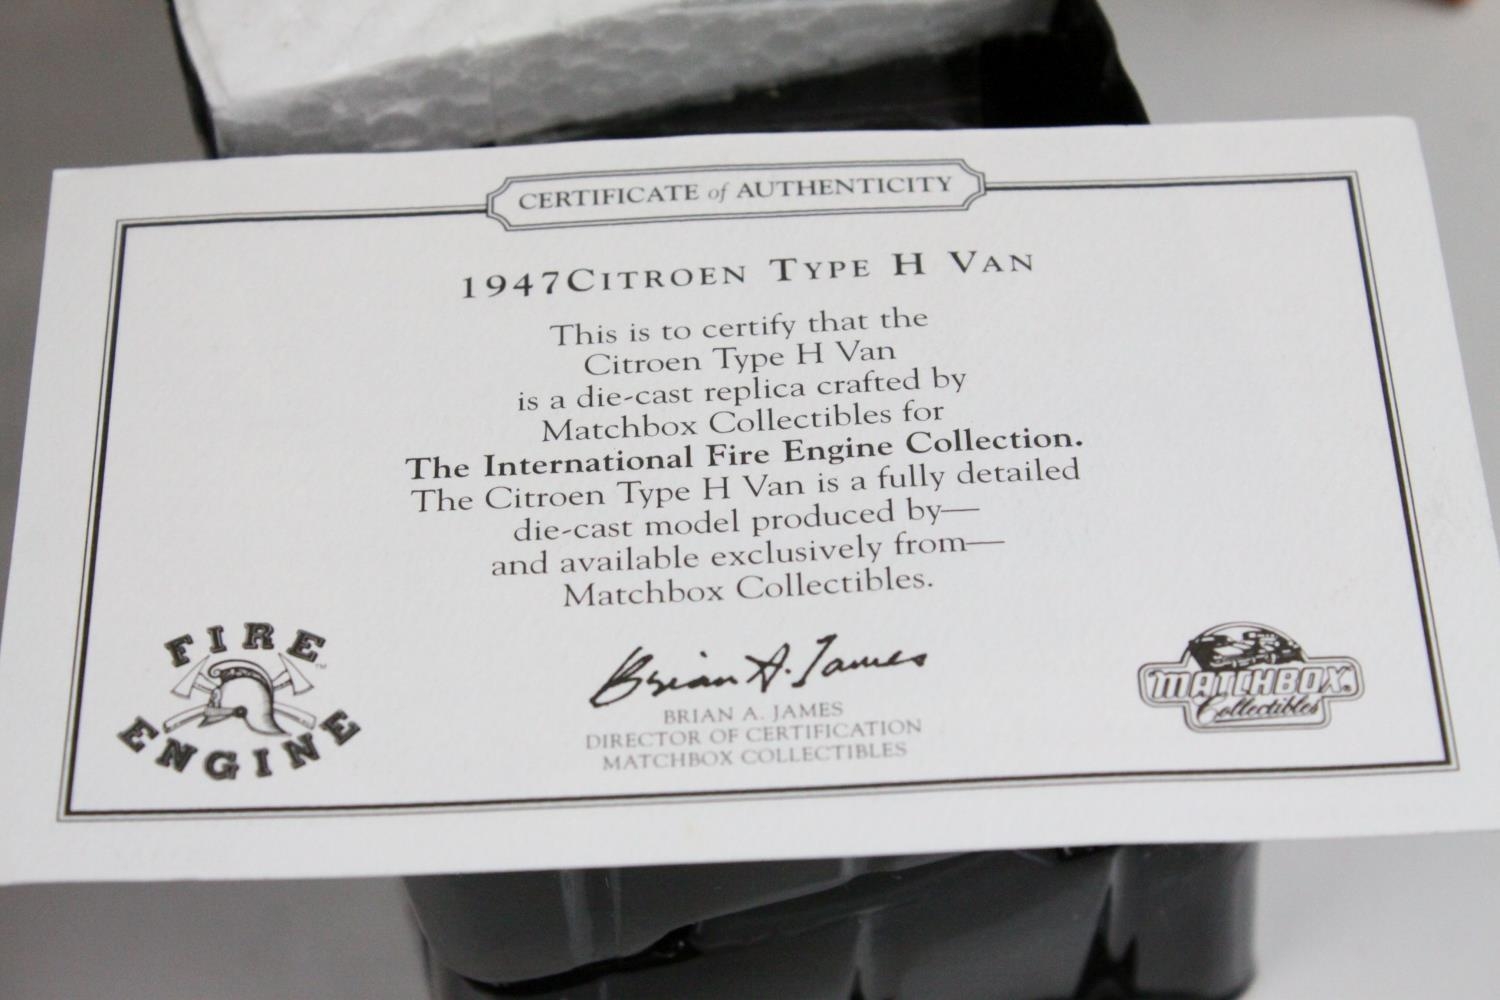 CERTIFICATE of AUTHENTICITY
1947CITROEN TYPE H VAN
This is to certify that the
Citroen Type H Van
is a die-cast replica crafted by
Matchbox Collectibles for
The International Fire Engine Collection.
The Citroen Type H Van is a fully detailed
die-cast model produced by—
and available exclusively from—
Matchbox Collectibles.
FIRE
ENGINE
TM
Brian A. James
BRIAN A. JAMES
DIRECTOR OF CERTIFICATION
MATCHBOX COLLECTIBLES
MATCHBOX
Collectibles